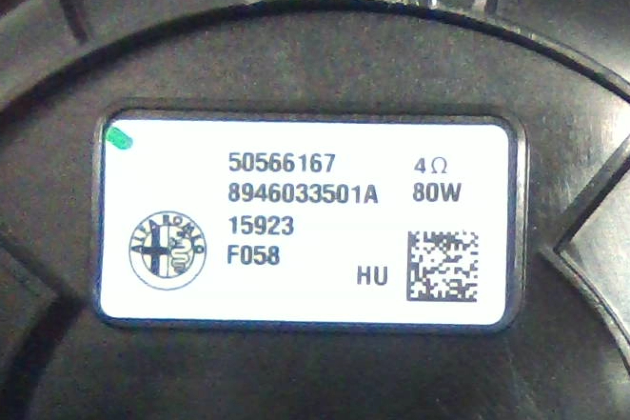 50566167 4Ω
8946033501A 80W
15923
F058
HU
ALFA ROMEO